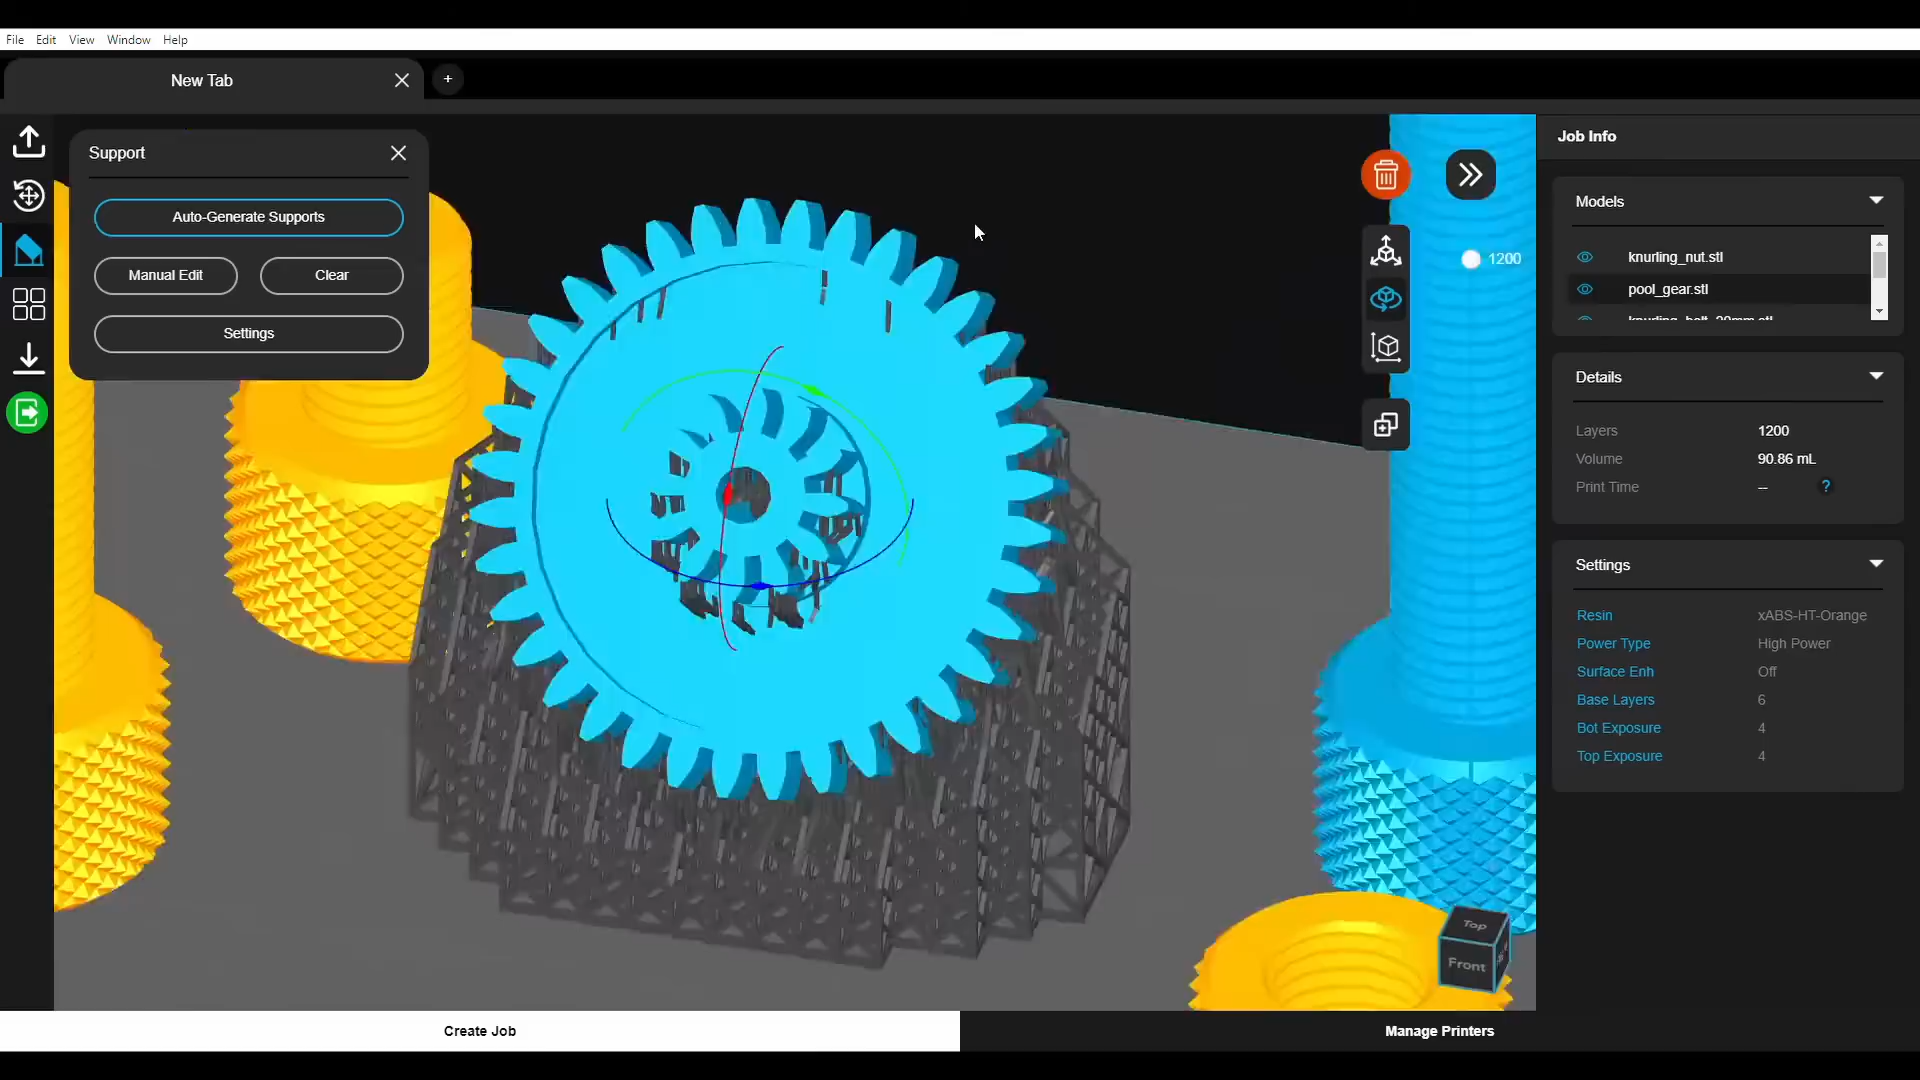 File Edit View Window Help
New Tab
+
Support
Auto-Generate Supports
Manual Edit Clear
Settings
1200
Top
Front
Job Info
Models
knurling_nut.stl
pool_gear.stl
Details
Layers 1200
Volume 90.86 mL
Print Time -- ?
Settings
Resin xABS-HT-Orange
Power Type High Power
Surface Enh Off
Base Layers 6
Bot Exposure 4
Top Exposure 4
Create Job
Manage Printers